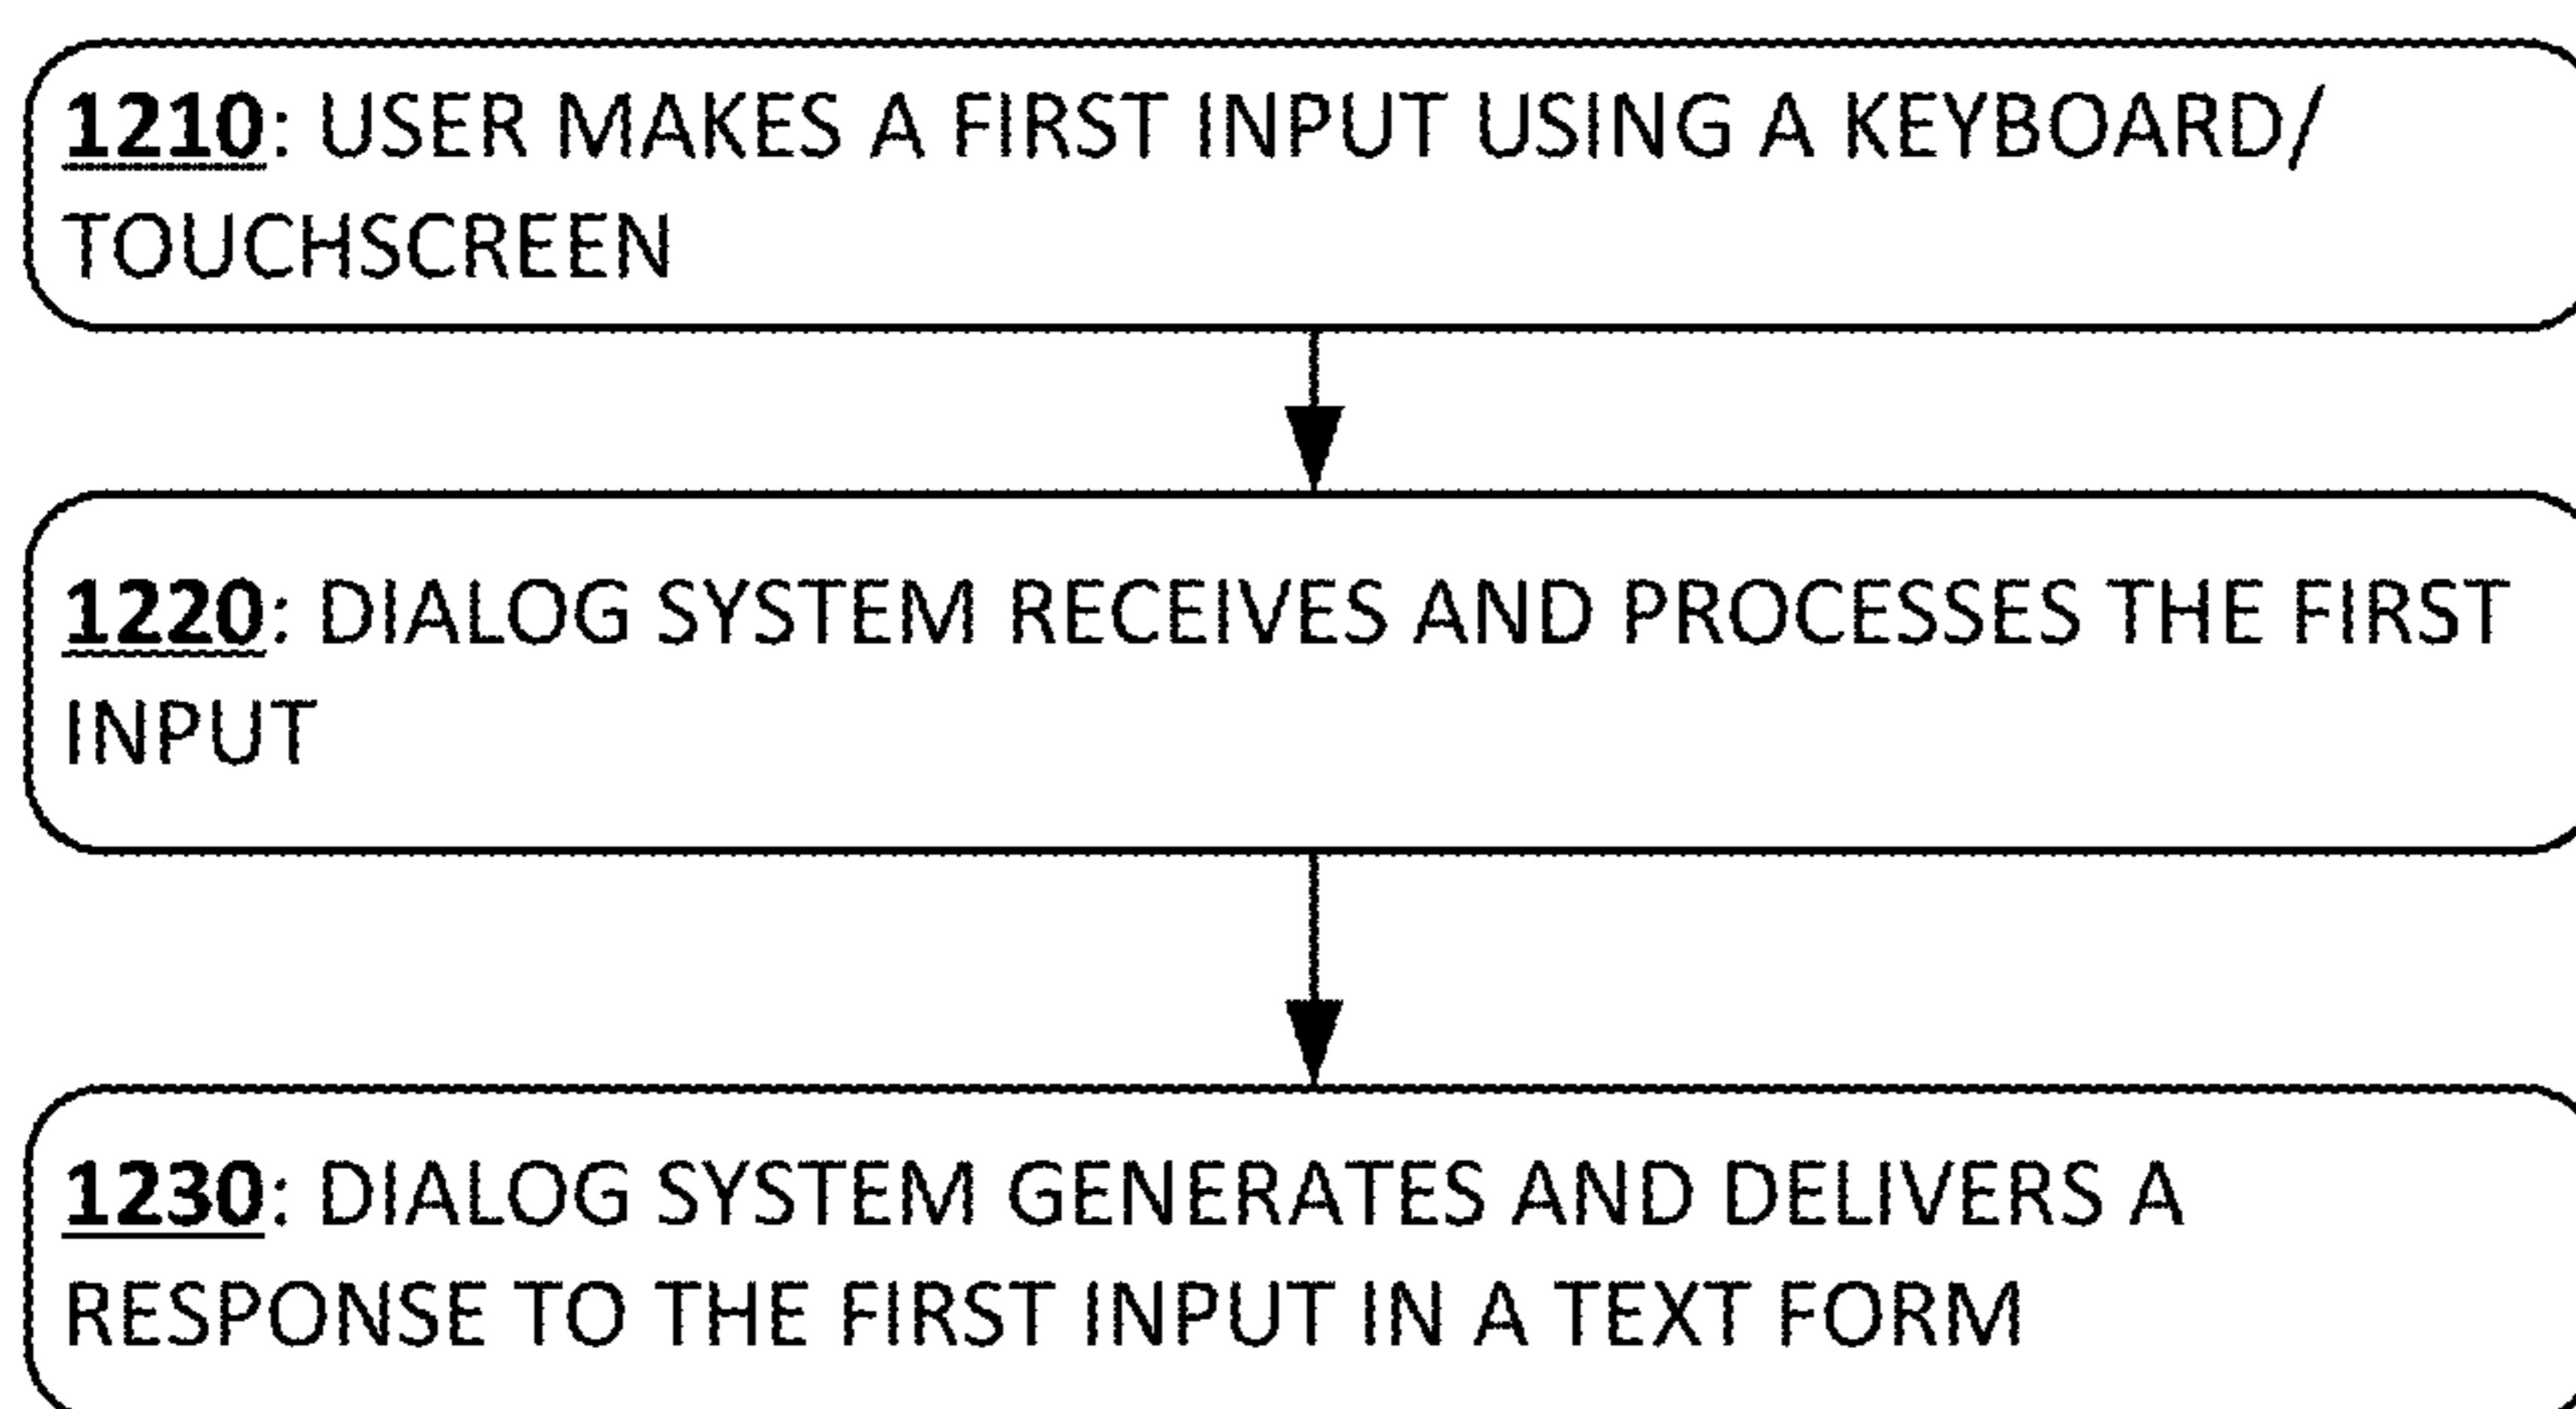 1210: USER MAKES A FIRST INPUT USING A KEYBOARD/
TOUCHSCREEN
1220: DIALOG SYSTEM RECEIVES AND PROCESSES THE FIRST
INPUT
1230: DIALOG SYSTEM GENERATES AND DELIVERS A
RESPONSE TO THE FIRST INPUT IN A TEXT FORM